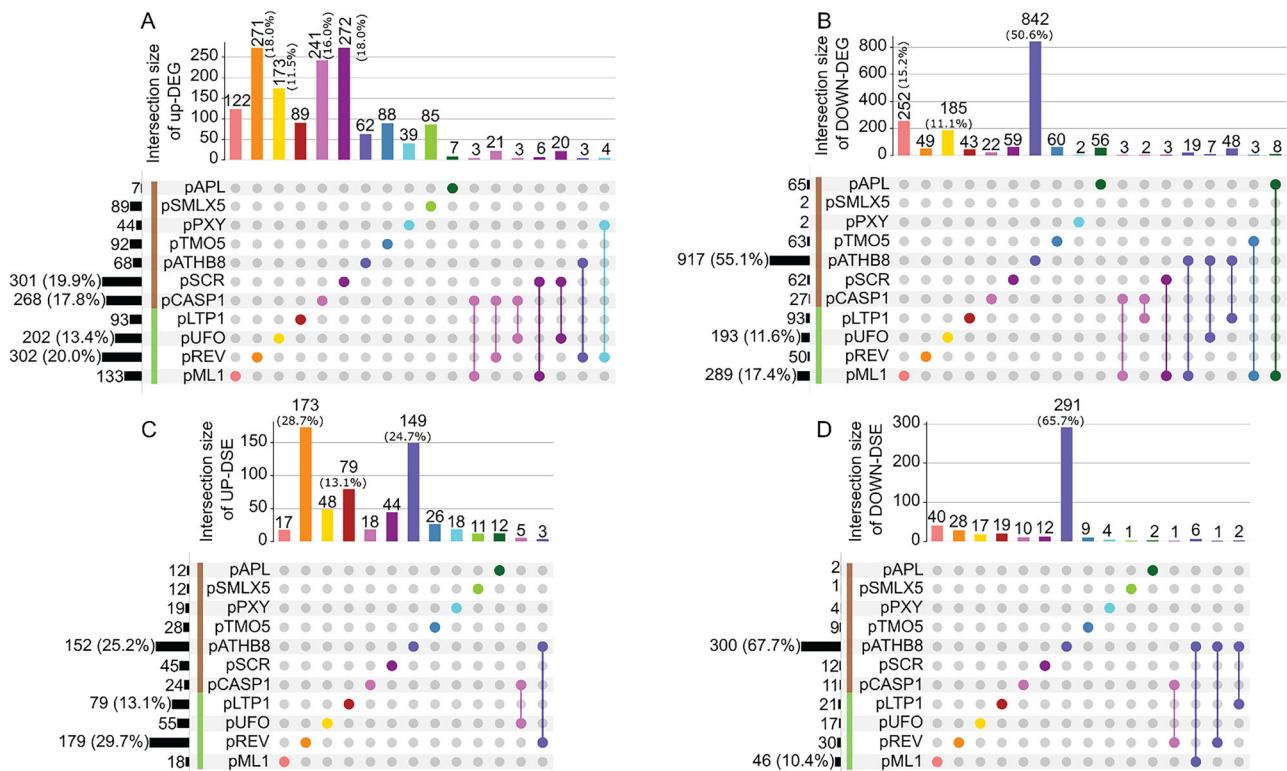 A
Intersection size
of up-DEG
250
200
150
100
50
0
122
271
(18.0%)
173
(11.5%)
89
241
(16.0%)
272
(18.0%)
62
88
39
85
7
3
21
3
6
20
3
4
7 pAPL
89 pSMLX5
44 pPXY
92 pTMO5
68 pATHB8
301 (19.9%) pSCR
268 (17.8%) pCASP1
93 pLTP1
202 (13.4%) pUFO
302 (20.0%) pREV
133 pML1
B
Intersection size
of DOWN-DEG
800
600
400
200
0
252 (15.2%)
49
185
(11.1%)
43
22
59
842
(50.6%)
60
2
56
3
2
3
19
7
48
3
8
65 pAPL
2 pSMLX5
2 pPXY
63 pTMO5
917 (55.1%) pATHB8
62 pSCR
27 pCASP1
93 pLTP1
193 (11.6%) pUFO
50 pREV
289 (17.4%) pML1
C
Intersection size
of UP-DSE
150
100
50
0
17
173
(28.7%)
48
79
(13.1%)
18
44
149
(24.7%)
26
18
11
12
5
3
12 pAPL
12 pSMLX5
19 pPXY
28 pTMO5
152 (25.2%) pATHB8
45 pSCR
24 pCASP1
79 (13.1%) pLTP1
55 pUFO
179 (29.7%) pREV
18 pML1
D
Intersection size
of DOWN-DSE
300
200
100
0
40
28
17
19
10
12
291
(65.7%)
9
4
1
2
1
6
1
2
2 pAPL
1 pSMLX5
4 pPXY
9 pTMO5
300 (67.7%) pATHB8
12 pSCR
11 pCASP1
21 pLTP1
17 pUFO
30 pREV
46 (10.4%) pML1